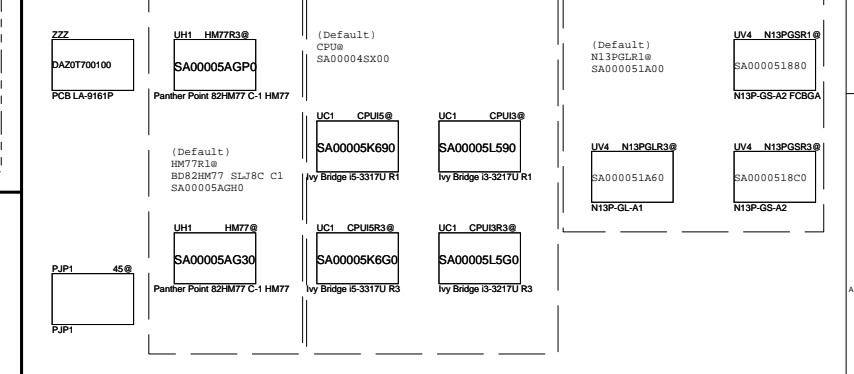 ZZZ
DAZ0T700100
PCB LA-9161P
PJP1 45@
PJP1
UH1 HM77R3@
SA00005AGP0
Panther Point 82HM77 C-1 HM77
(Default)
HM77R1@
BD82HM77 SLJ8C C1
SA00005AGH0
UH1 HM77@
SA00005AG30
Panther Point 82HM77 C-1 HM77
(Default)
CPU@
SA00004SX00
UC1 CPUI5@
SA00005K690
Ivy Bridge i5-3317U R1
UC1 CPUI3@
SA00005L590
Ivy Bridge i3-3217U R1
UC1 CPUI5R3@
SA00005K6G0
Ivy Bridge i5-3317U R3
UC1 CPUI3R3@
SA00005L5G0
Ivy Bridge i3-3217U R3
(Default)
N13PGLR1@
SA000051A00
UV4 N13PGSR1@
SA000051880
N13P-GS-A2 FCBGA
UV4 N13PGLR3@
SA000051A60
N13P-GL-A1
UV4 N13PGSR3@
SA0000518C0
N13P-GS-A2
A